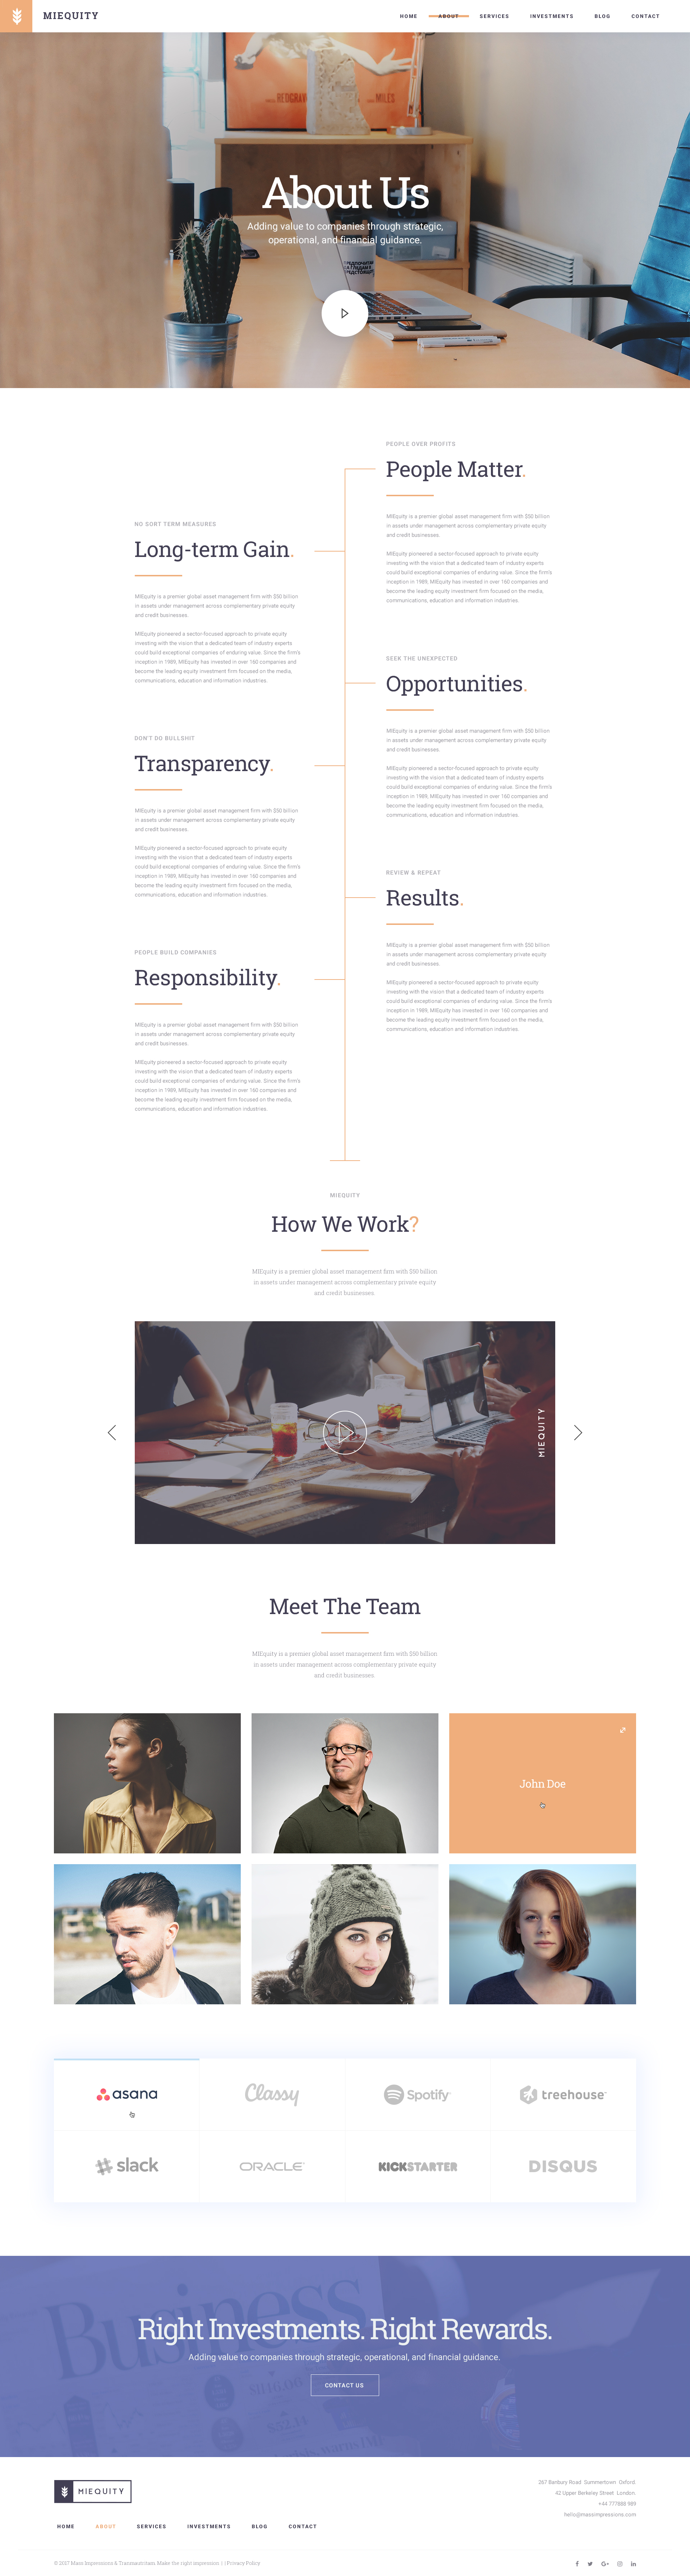 MIEQUITY
HOME ABOUT SERVICES INVESTMENTS BLOG CONTACT
About Us
Adding value to companies through strategic,
operational, and financial guidance.
PEOPLE OVER PROFITS
People Matter.
MIEquity is a premier global asset management firm with $50 billion
in assets under management across complementary private equity
and credit businesses.
MIEquity pioneered a sector-focused approach to private equity
investing with the vision that a dedicated team of industry experts
could build exceptional companies of enduring value. Since the firm's
inception in 1989, MIEquity has invested in over 160 companies and
become the leading equity investment firm focused on the media,
communications, education and information industries.
NO SORT TERM MEASURES
Long-term Gain.
MIEquity is a premier global asset management firm with $50 billion
in assets under management across complementary private equity
and credit businesses.
MIEquity pioneered a sector-focused approach to private equity
investing with the vision that a dedicated team of industry experts
could build exceptional companies of enduring value. Since the firm's
inception in 1989, MIEquity has invested in over 160 companies and
become the leading equity investment firm focused on the media,
communications, education and information industries.
SEEK THE UNEXPECTED
Opportunities.
MIEquity is a premier global asset management firm with $50 billion
in assets under management across complementary private equity
and credit businesses.
MIEquity pioneered a sector-focused approach to private equity
investing with the vision that a dedicated team of industry experts
could build exceptional companies of enduring value. Since the firm's
inception in 1989, MIEquity has invested in over 160 companies and
become the leading equity investment firm focused on the media,
communications, education and information industries.
DON'T DO BULLSHIT
Transparency.
MIEquity is a premier global asset management firm with $50 billion
in assets under management across complementary private equity
and credit businesses.
MIEquity pioneered a sector-focused approach to private equity
investing with the vision that a dedicated team of industry experts
could build exceptional companies of enduring value. Since the firm's
inception in 1989, MIEquity has invested in over 160 companies and
become the leading equity investment firm focused on the media,
communications, education and information industries.
REVIEW & REPEAT
Results.
MIEquity is a premier global asset management firm with $50 billion
in assets under management across complementary private equity
and credit businesses.
MIEquity pioneered a sector-focused approach to private equity
investing with the vision that a dedicated team of industry experts
could build exceptional companies of enduring value. Since the firm's
inception in 1989, MIEquity has invested in over 160 companies and
become the leading equity investment firm focused on the media,
communications, education and information industries.
PEOPLE BUILD COMPANIES
Responsibility.
MIEquity is a premier global asset management firm with $50 billion
in assets under management across complementary private equity
and credit businesses.
MIEquity pioneered a sector-focused approach to private equity
investing with the vision that a dedicated team of industry experts
could build exceptional companies of enduring value. Since the firm's
inception in 1989, MIEquity has invested in over 160 companies and
become the leading equity investment firm focused on the media,
communications, education and information industries.
MIEQUITY
How We Work?
MIEquity is a premier global asset management firm with $50 billion
in assets under management across complementary private equity
and credit businesses.
MIEQUITY
Meet The Team
MIEquity is a premier global asset management firm with $50 billion
in assets under management across complementary private equity
and credit businesses.
John Doe
asana Classy Spotify treehouse
slack ORACLE KICKSTARTER DISQUS
Business
Right Investments. Right Rewards.
Adding value to companies through strategic, operational, and financial guidance.
CONTACT US
MIEQUITY
267 Banbury Road. Summertown. Oxford.
42 Upper Berkeley Street. London.
+44 777888 989
hello@massimpressions.com
HOME ABOUT SERVICES INVESTMENTS BLOG CONTACT
Make the right impression | | Privacy Policy